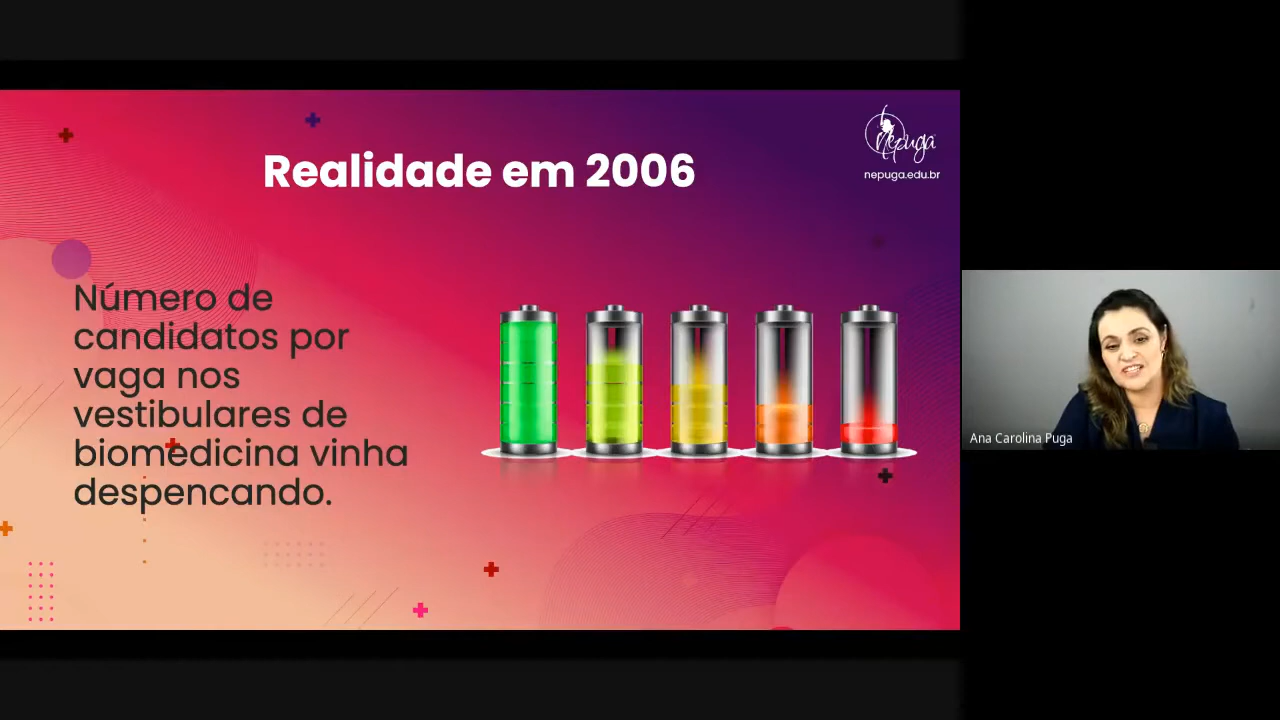 Realidade em 2006
nepuga
nepuga.edu.br
Número de
candidatos por
vaga nos
vestibulares de
biomedicina vinha
despencando.
Ana Carolina Puga